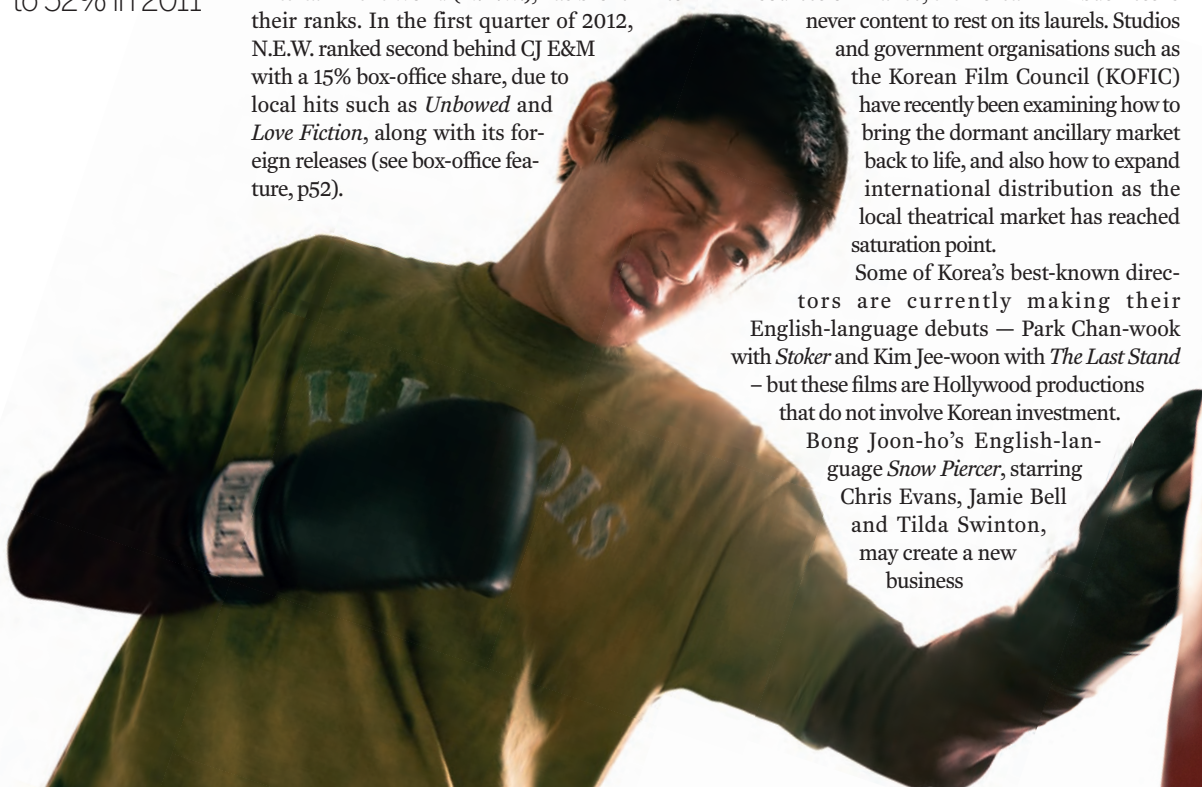 to 52% in 2011
their ranks. In the first quarter of 2012,
N.E.W. ranked second behind CJ E&M
with a 15% box-office share, due to
local hits such as Unbowed and
Love Fiction, along with its for-
eign releases (see box-office fea-
ture, p52).
never content to rest on its laurels. Studios
and government organisations such as
the Korean Film Council (KOFIC)
have recently been examining how to
bring the dormant ancillary market
back to life, and also how to expand
international distribution as the
local theatrical market has reached
saturation point.
Some of Korea’s best-known direc-
tors are currently making their
English-language debuts — Park Chan-wook
with Stoker and Kim Jee-woon with The Last Stand
– but these films are Hollywood productions
that do not involve Korean investment.
Bong Joon-ho’s English-lan-
guage Snow Piercer, starring
Chris Evans, Jamie Bell
and Tilda Swinton,
may create a new
business
ILL
OIS